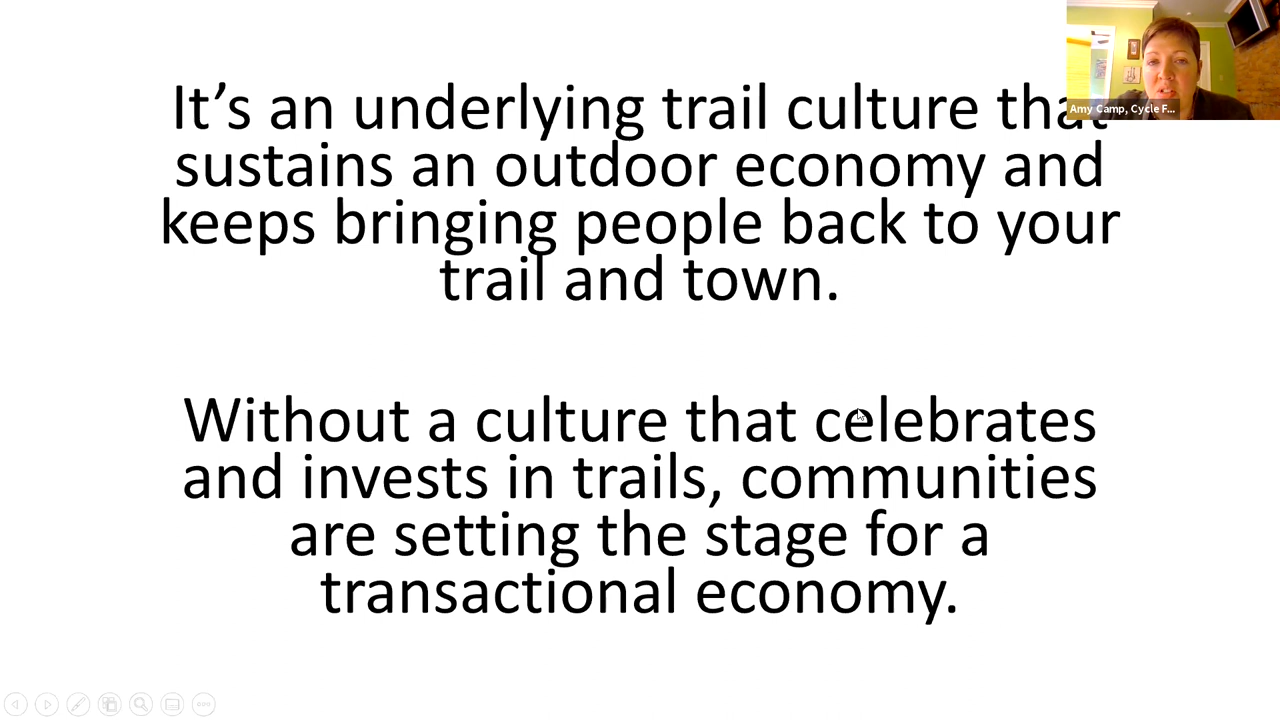 It’s an underlying trail culture that
sustains an outdoor economy and
keeps bringing people back to your
trail and town.
Without a culture that celebrates
and invests in trails, communities
are setting the stage for a
transactional economy.
Amy Camp, Cycle F...